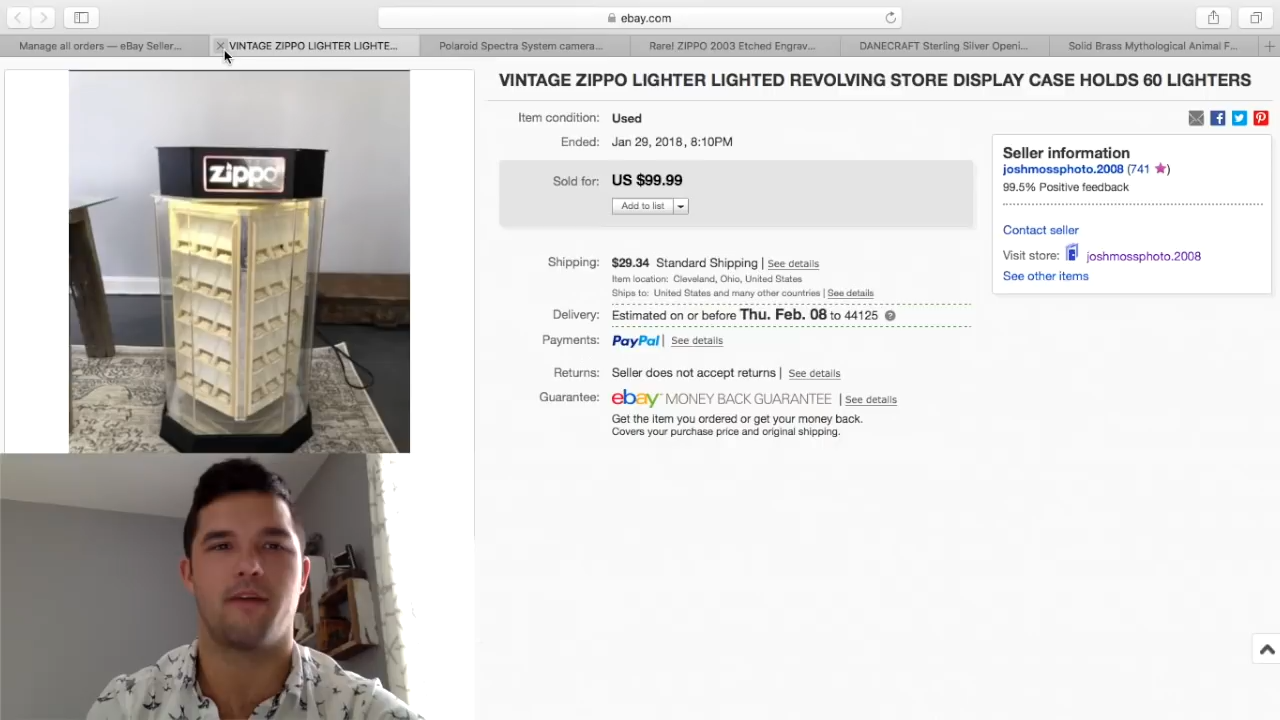 ebay.com
Manage all orders — eBay Seller...
VINTAGE ZIPPO LIGHTER LIGHTE...
Polaroid Spectra System camera...
Rare! ZIPPO 2003 Etched Engrav...
DANECRAFT Sterling Silver Openi...
Solid Brass Mythological Animal F...
VINTAGE ZIPPO LIGHTER LIGHTED REVOLVING STORE DISPLAY CASE HOLDS 60 LIGHTERS
Item condition: Used
Ended: Jan 29, 2018, 8:10PM
Sold for: US $99.99
Add to list
Shipping: $29.34 Standard Shipping | See details
Item location: Cleveland, Ohio, United States
Ships to: United States and many other countries | See details
Delivery: Estimated on or before Thu. Feb. 08 to 44125 ?
Payments: PayPal | See details
Returns: Seller does not accept returns | See details
Guarantee: ebay MONEY BACK GUARANTEE | See details
Get the item you ordered or get your money back.
Covers your purchase price and original shipping.
Seller information
joshmossphoto.2008 (741 ★)
99.5% Positive feedback
Contact seller
Visit store: joshmossphoto.2008
See other items
zippo